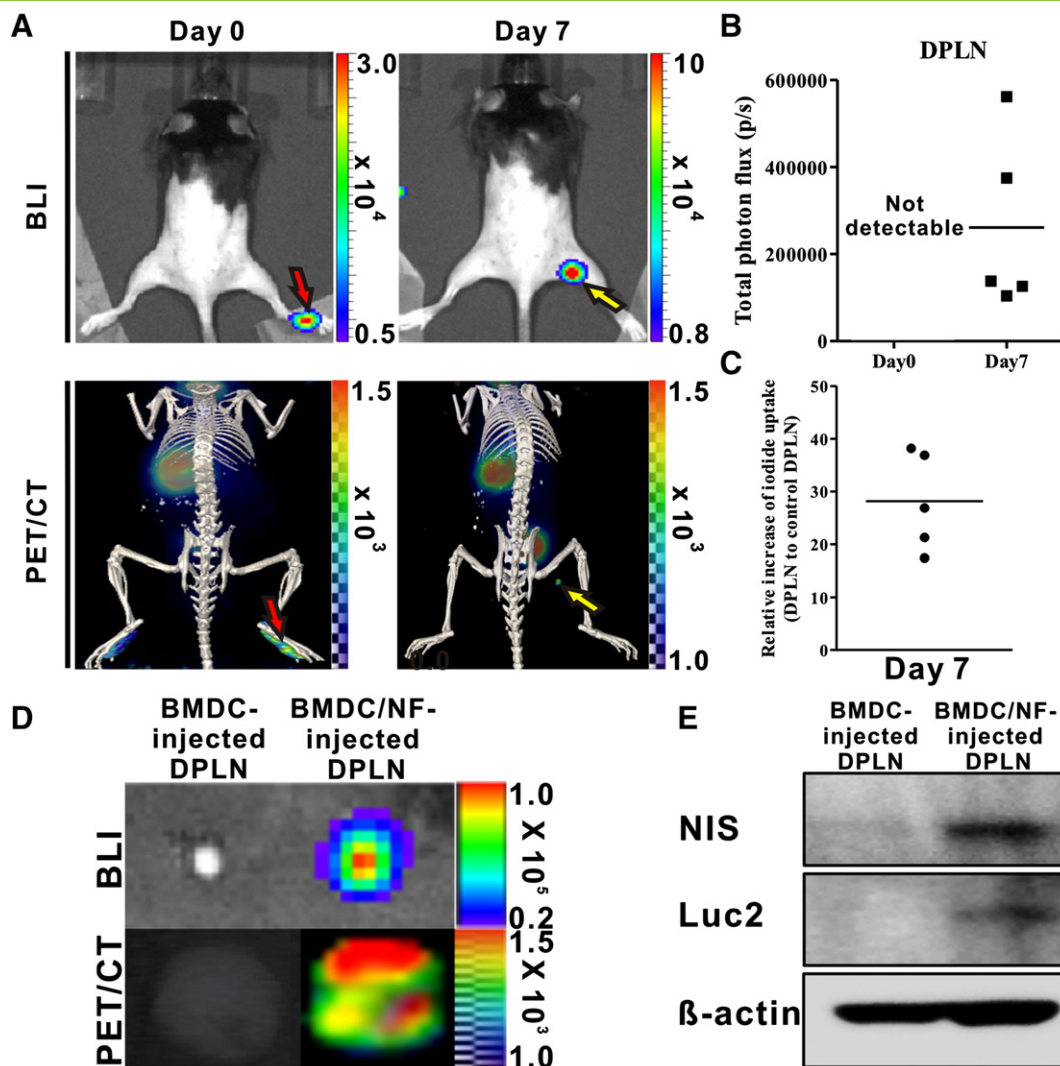 A
Day 0
Day 7
BLI
3.0
x 10^4
0.5
10
x 10^4
0.8
PET/CT
1.5
x 10^3
1.5
x 10^3
1.0
0.0
B
DPLN
Total photon flux (p/s)
600000
400000
200000
0
Not
detectable
Day0
Day7
C
Relative increase of iodide uptake
(DPLN to control DPLN)
50
40
30
20
10
0
Day 7
D
BMDC-
injected
DPLN
BMDC/NF-
injected
DPLN
BLI
1.0
X 10^5
0.2
PET/CT
1.5
X 10^3
1.0
E
BMDC-
injected
DPLN
BMDC/NF-
injected
DPLN
NIS
Luc2
ß-actin